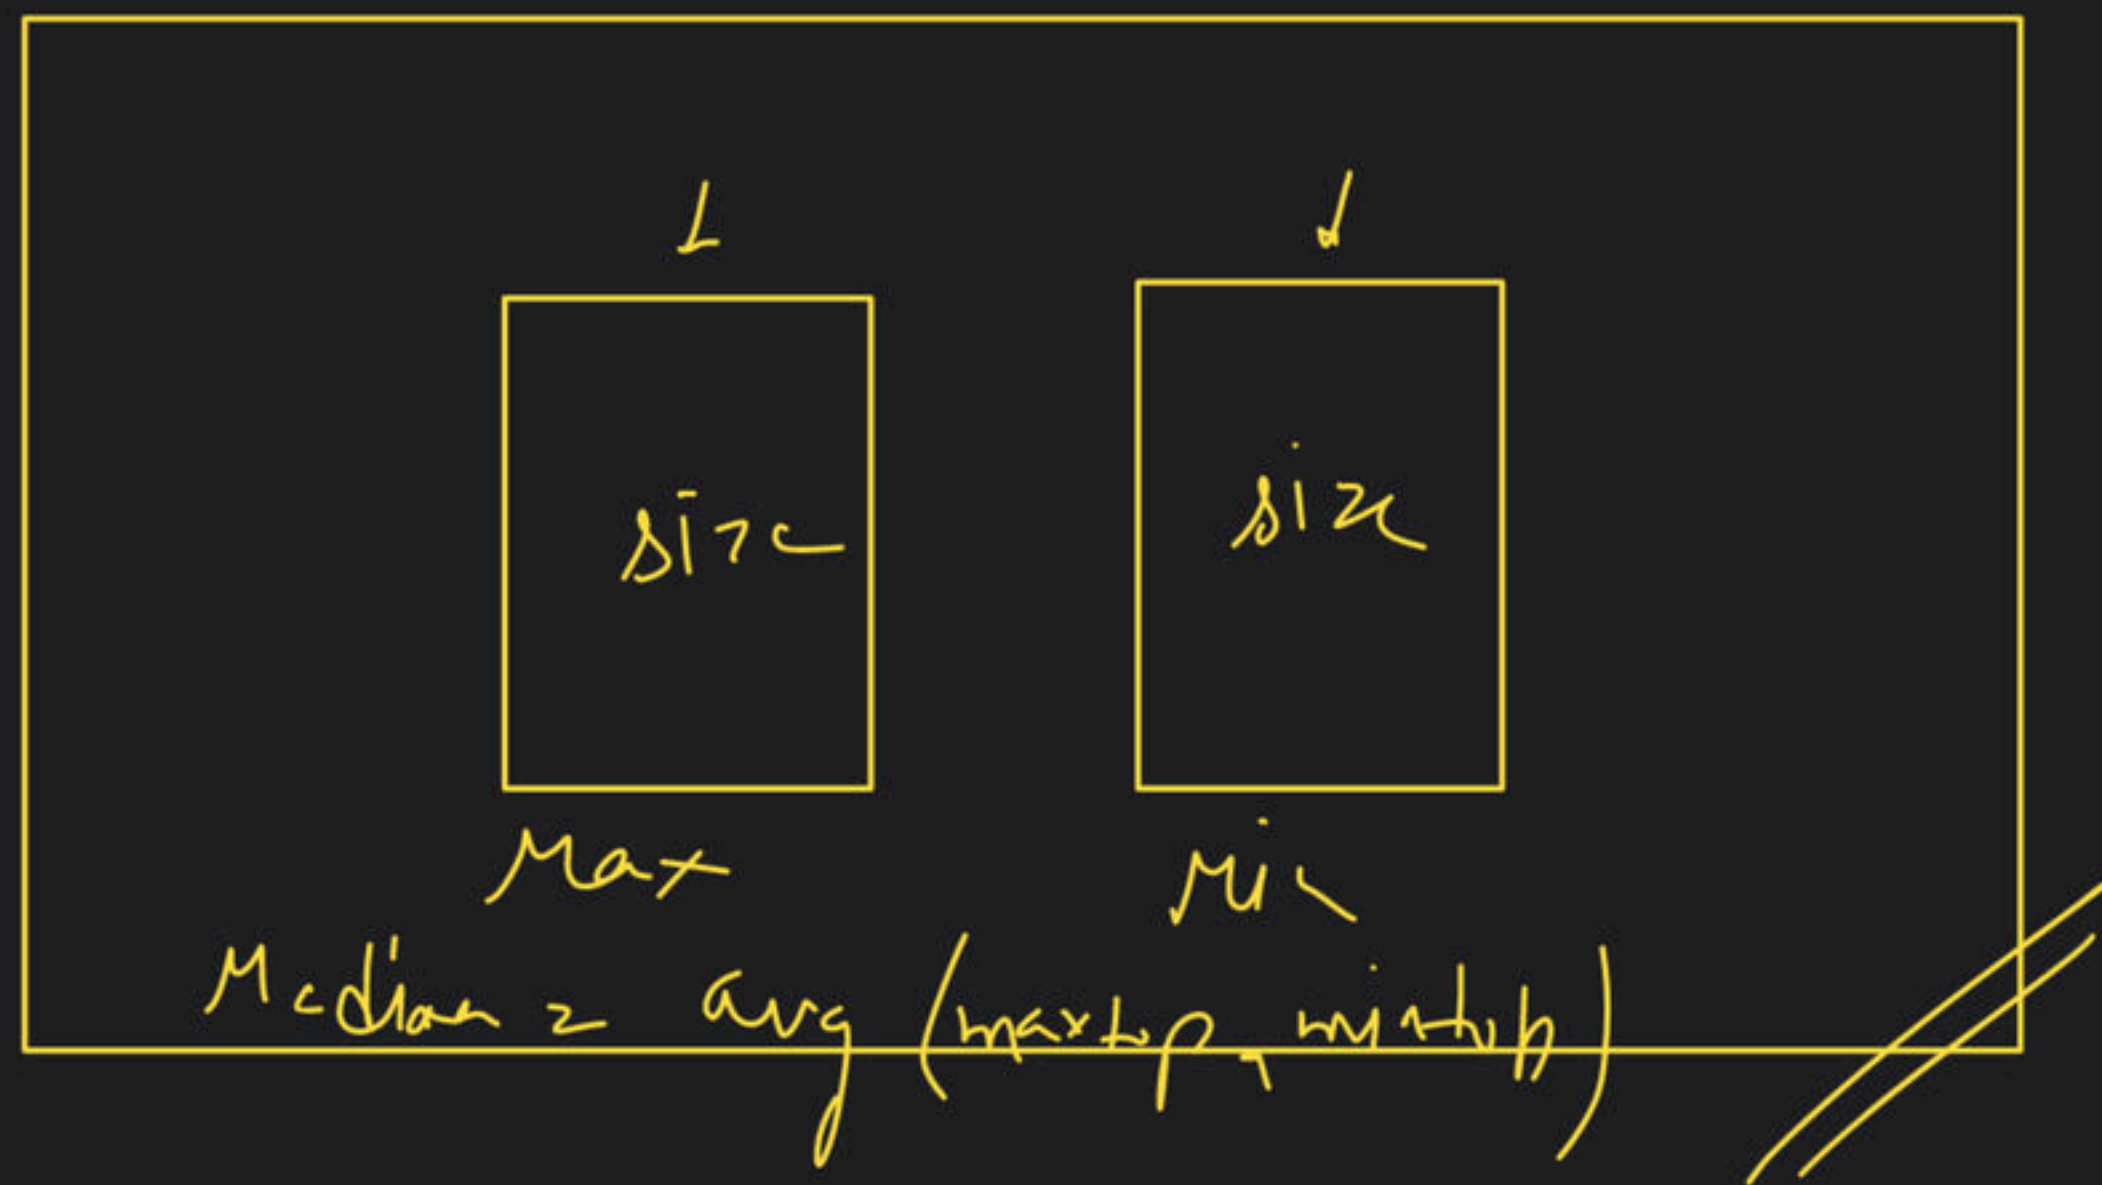 size size
Max Min
Median = avg (maxtop, mintop)